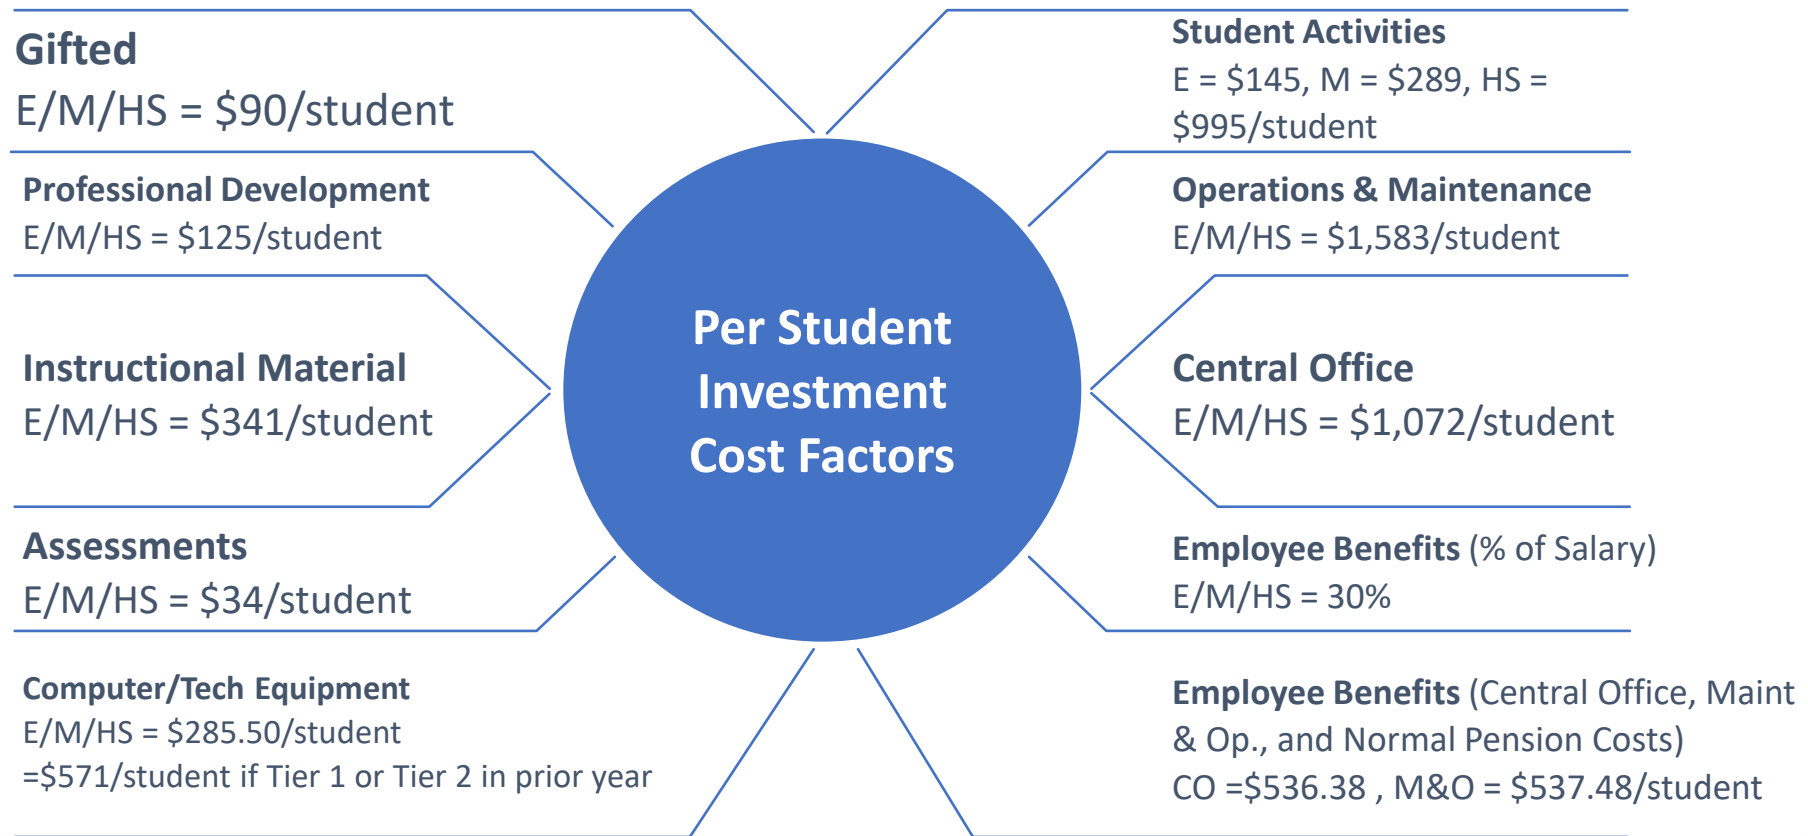 Gifted
E/M/HS = $90/student
Professional Development
E/M/HS = $125/student
Instructional Material
E/M/HS = $341/student
Assessments
E/M/HS = $34/student
Computer/Tech Equipment
E/M/HS = $285.50/student
=$571/student if Tier 1 or Tier 2 in prior year
Per Student
Investment
Cost Factors
Student Activities
E = $145, M = $289, HS =
$995/student
Operations & Maintenance
E/M/HS = $1,583/student
Central Office
E/M/HS = $1,072/student
Employee Benefits (% of Salary)
E/M/HS = 30%
Employee Benefits (Central Office, Maint
& Op., and Normal Pension Costs)
CO =$536.38 , M&O = $537.48/student